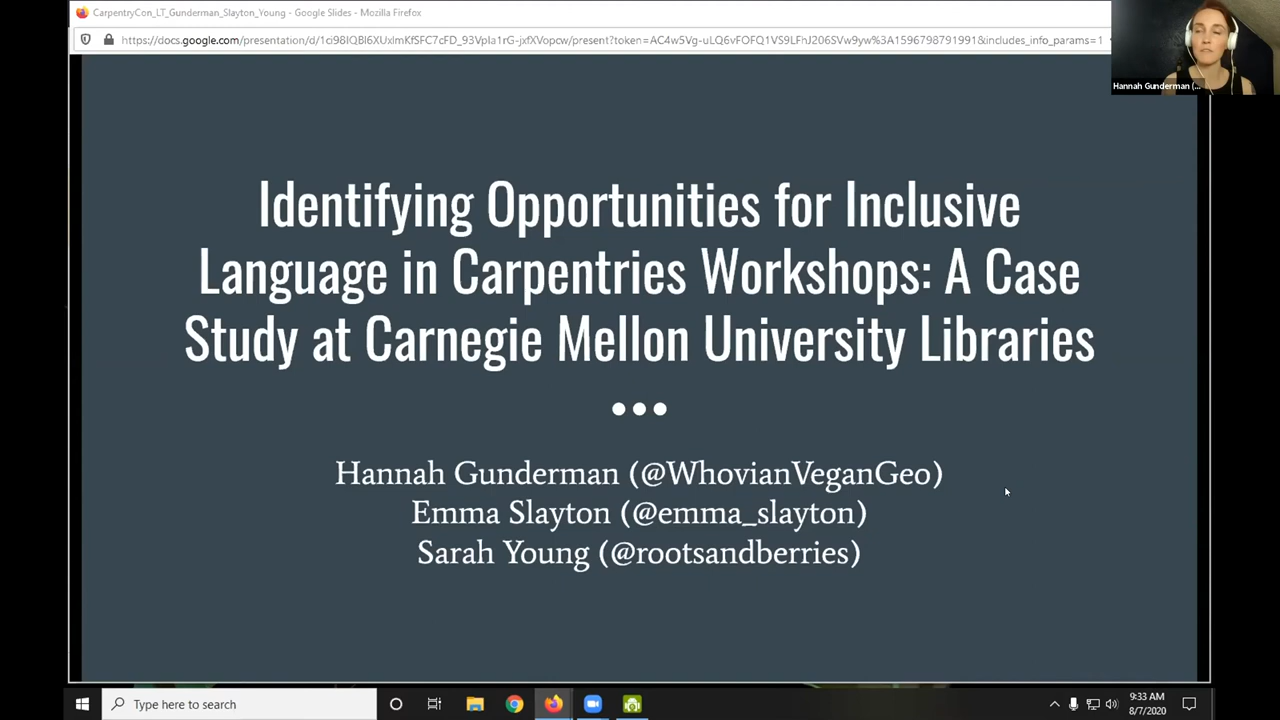 CarpentryCon_LT_Gunderman_Slayton_Young - Google Slides - Mozilla Firefox
Hannah Gunderman (...
Identifying Opportunities for Inclusive
Language in Carpentries Workshops: A Case
Study at Carnegie Mellon University Libraries
Hannah Gunderman (@WhovianVeganGeo)
Emma Slayton (@emma_slayton)
Sarah Young (@rootsandberries)
Type here to search
9:33 AM
8/7/2020